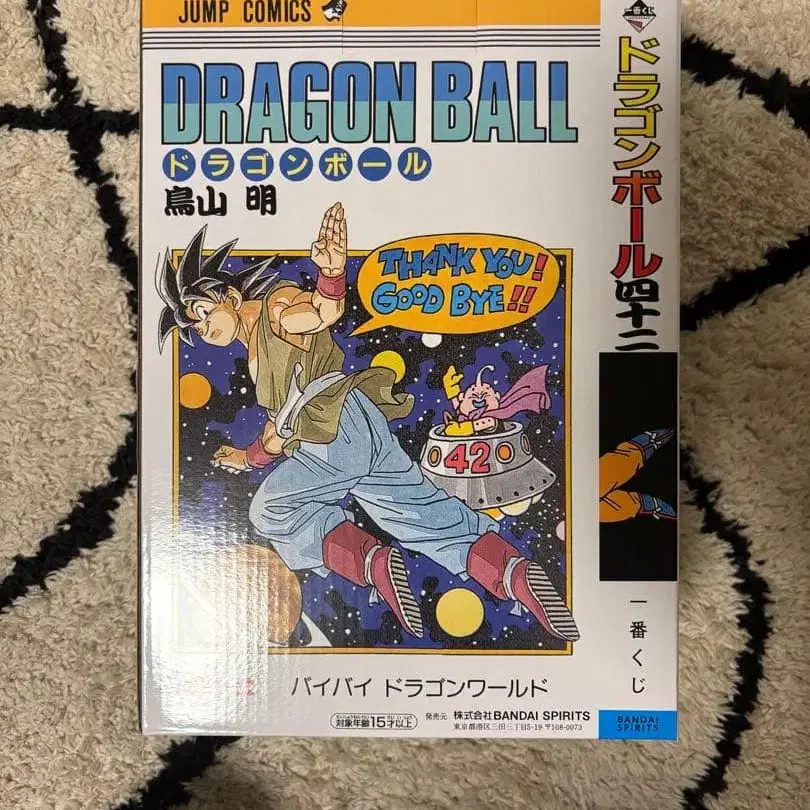 JUMP COMICS
DRAGON BALL
ドラゴンボール
鳥山 明
THANK YOU!
GOOD BYE!!
42
バイバイ ドラゴンワールド
対象年齢15才以上
発売元 株式会社BANDAI SPIRITS
東京都港区三田三丁目5-19 〒108-0073
一番くじ
ドラゴンボール 四十二
一番くじ
BANDAI
SPIRITS